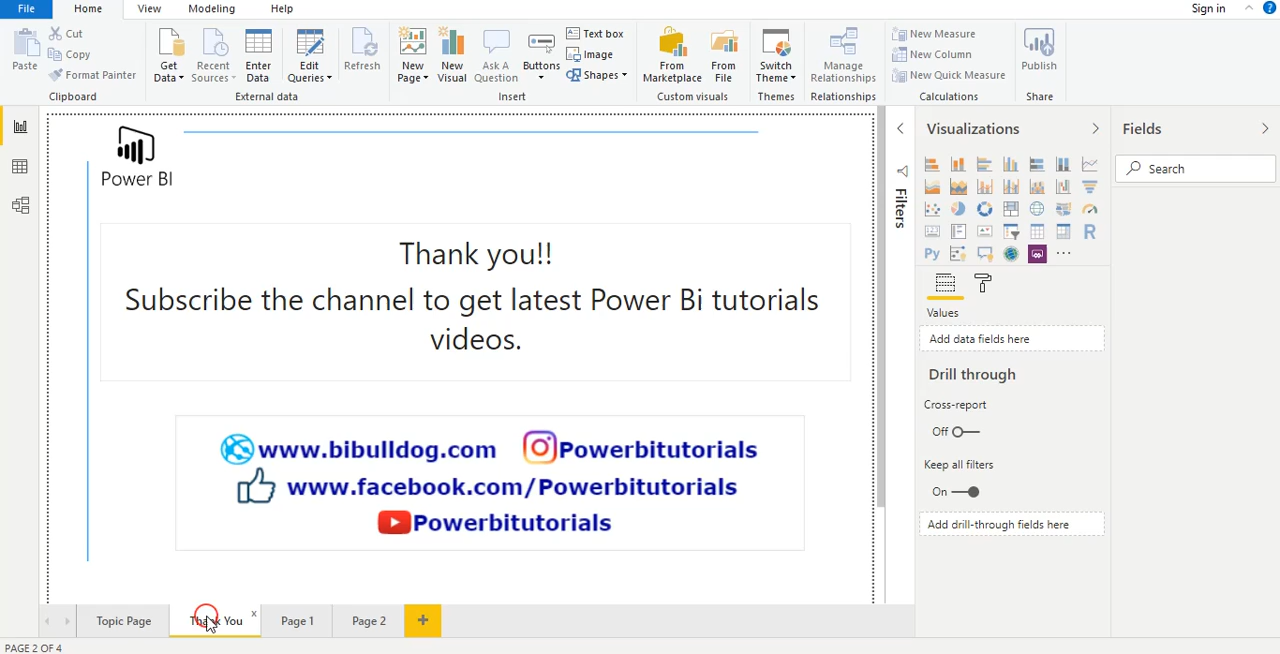 File Home View Modeling Help Sign in ?
Paste
Cut
Copy
Format Painter
Get Data
Recent Sources
Enter Data
Edit Queries
Refresh
New Page
New Visual
Ask A Question
Buttons
Text box
Image
Shapes
From Marketplace
From File
Switch Theme
Manage Relationships
New Measure
New Column
New Quick Measure
Publish
Clipboard External data Insert Custom visuals Themes Relationships Calculations Share
Power BI
Thank you!!
Subscribe the channel to get latest Power Bi tutorials
videos.
www.bibulldog.com Powerbitutorials
www.facebook.com/Powerbitutorials
Powerbitutorials
Filters
Visualizations
R
Py
Values
Add data fields here
Drill through
Cross-report
Off
Keep all filters
On
Add drill-through fields here
Fields
Search
Topic Page Thank You x Page 1 Page 2 +
PAGE 2 OF 4